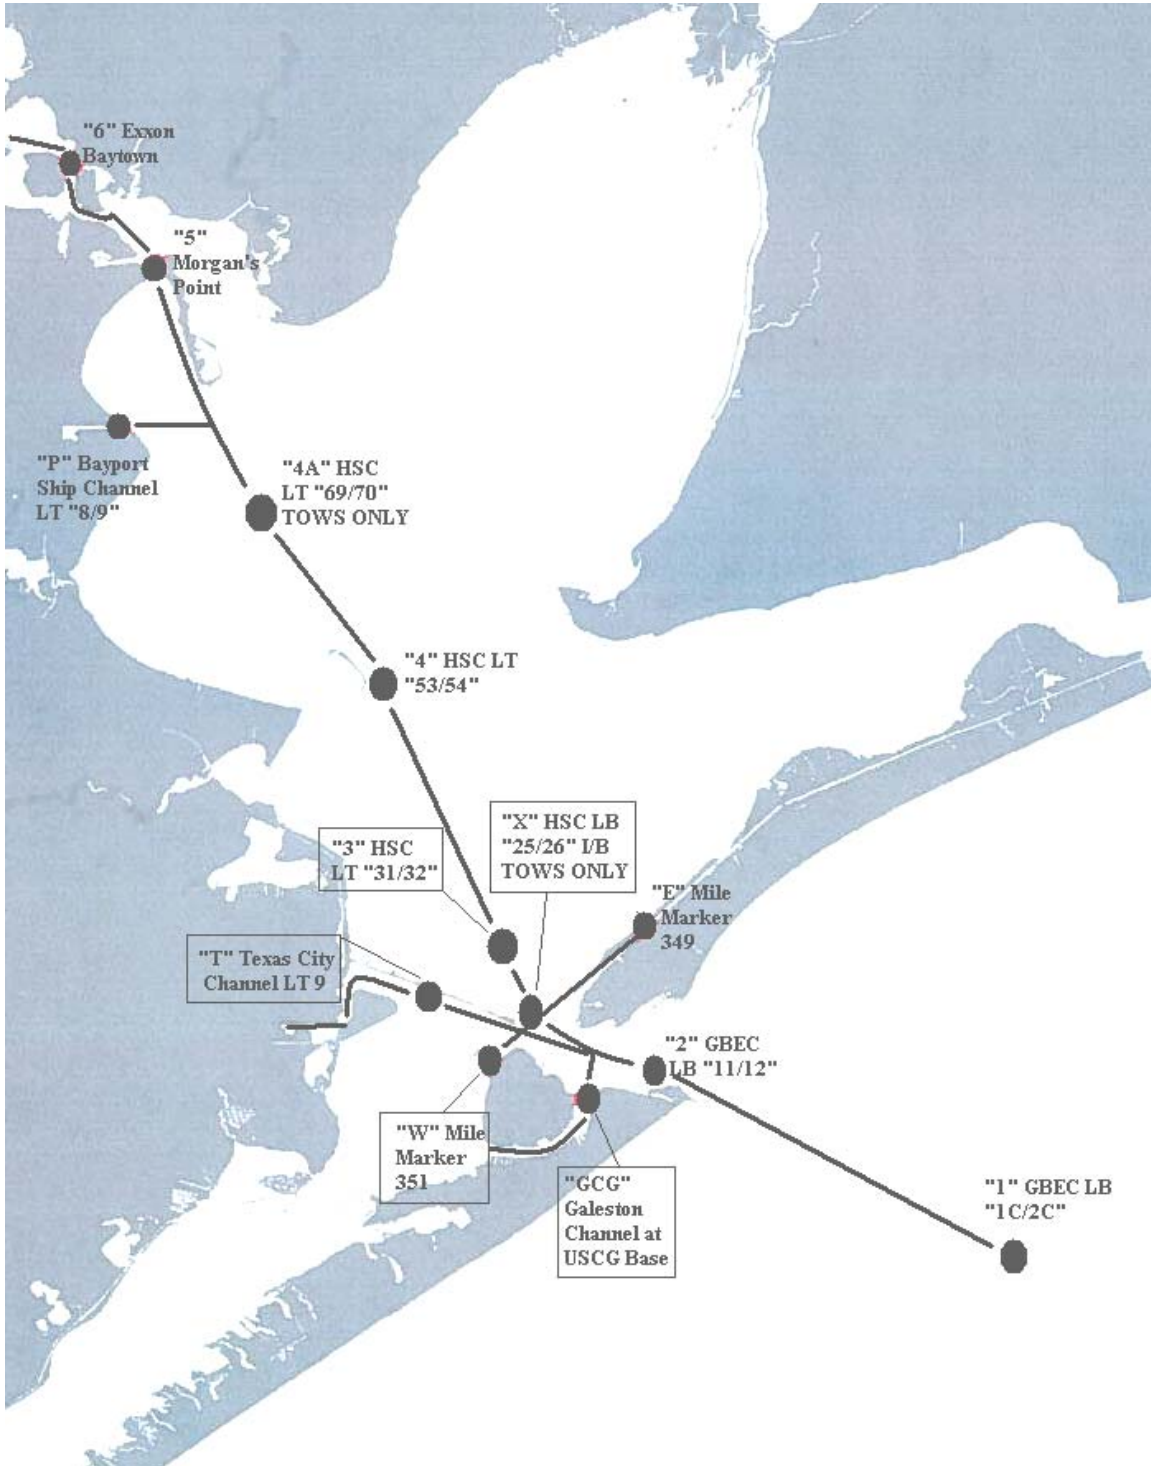 "6" Exxon
Baytown
"5"
Morgan's
Point
"P" Bayport
Ship Channel
LT "8/9"
"4A" HSC
LT "69/70"
TOWS ONLY
"4" HSC LT
"53/54"
"3" HSC
LT "31/32"
"X" HSC LB
"25/26" I/B
TOWS ONLY
"E" Mile
Marker
349
"T" Texas City
Channel LT 9
"2" GBEC
LB "11/12"
"W" Mile
Marker
351
"GCG"
Galeston
Channel at
USCG Base
"1" GBEC LB
"1C/2C"